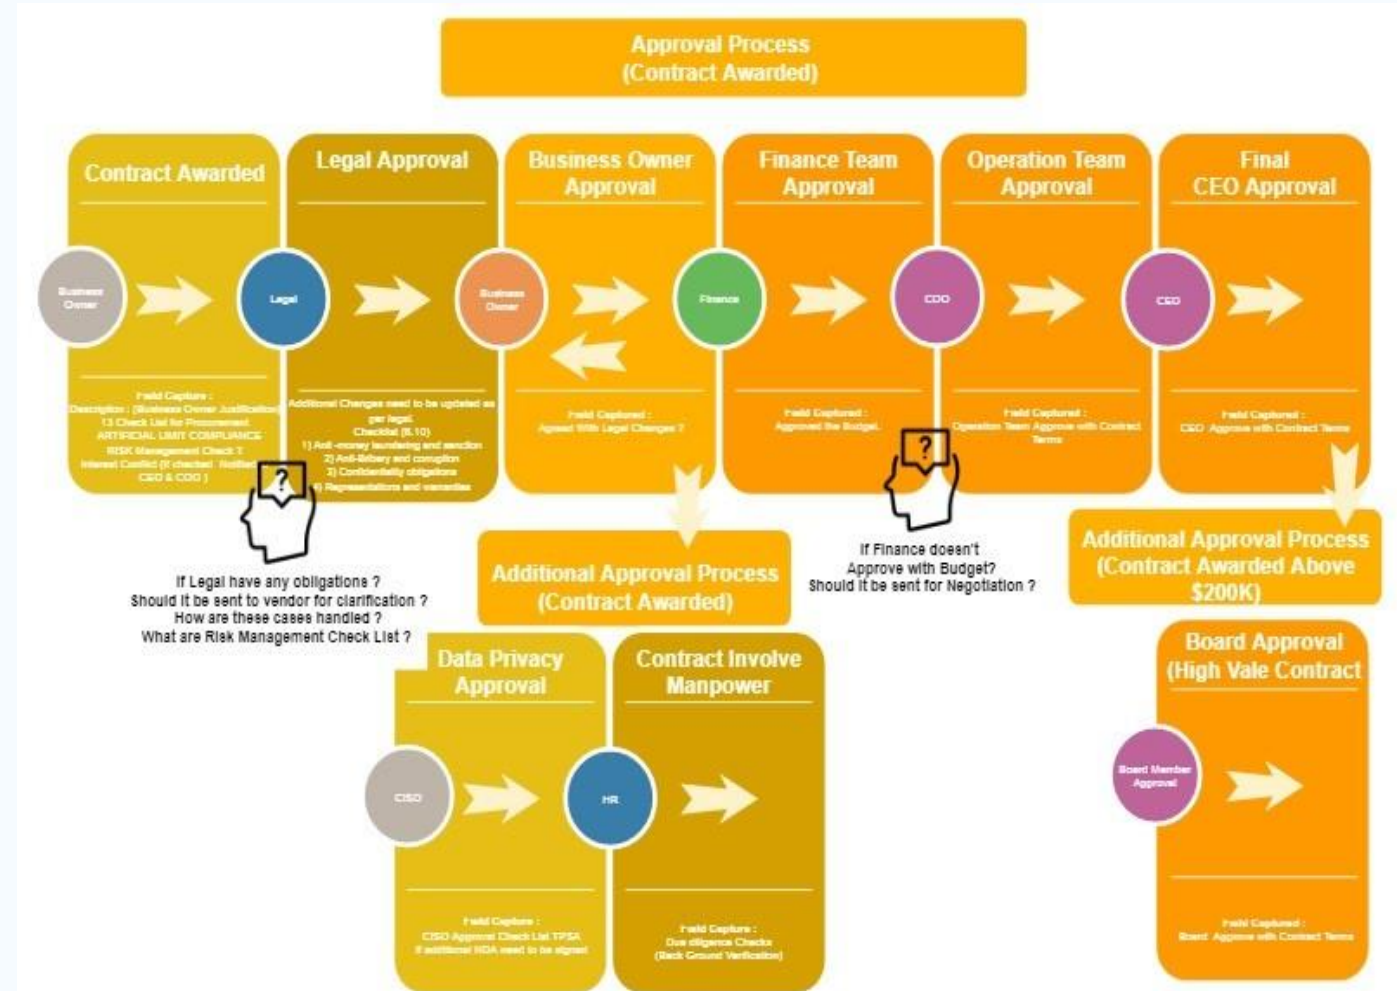 Approval Process
(Contract Awarded)
Contract Awarded
Business
Owner
Field Capture :
Description : (Business Owner Justification)
13 Check List for Procurement
ARTIFICIAL LIMIT COMPLIANCE
RISK Management Check ?
Interest Conflict (If checked Notified
CEO & COO )
Legal Approval
Legal
Additional Changes need to be updated as
per legal.
Checklist (6.10)
1) Anti -money laundering and sanction
2) Anti-Bribery and corruption
3) Confidentiality obligations
4) Representations and warranties
Business Owner
Approval
Business
Owner
Field Captured :
Agreed With Legal Changes ?
Finance Team
Approval
Finance
Field Captured :
Approved the Budget.
Operation Team
Approval
COO
Field Captured :
Operation Team Approve with Contract
Terms
Final
CEO Approval
CEO
Field Captured :
CEO Approve with Contract Terms
?
If Legal have any obligations ?
Should it be sent to vendor for clarification ?
How are these cases handled ?
What are Risk Management Check List ?
?
If Finance doesn't
Approve with Budget?
Should it be sent for Negotiation ?
Additional Approval Process
(Contract Awarded)
Data Privacy
Approval
CISO
Field Capture :
CISO Approval Check List TPSA
If additional NDA need to be signed
Contract Involve
Manpower
HR
Field Capture :
Due diligence Checks
(Back Ground Verification)
Additional Approval Process
(Contract Awarded Above
$200K)
Board Approval
(High Vale Contract
Board Member
Approval
Field Captured :
Board Approve with Contract Terms